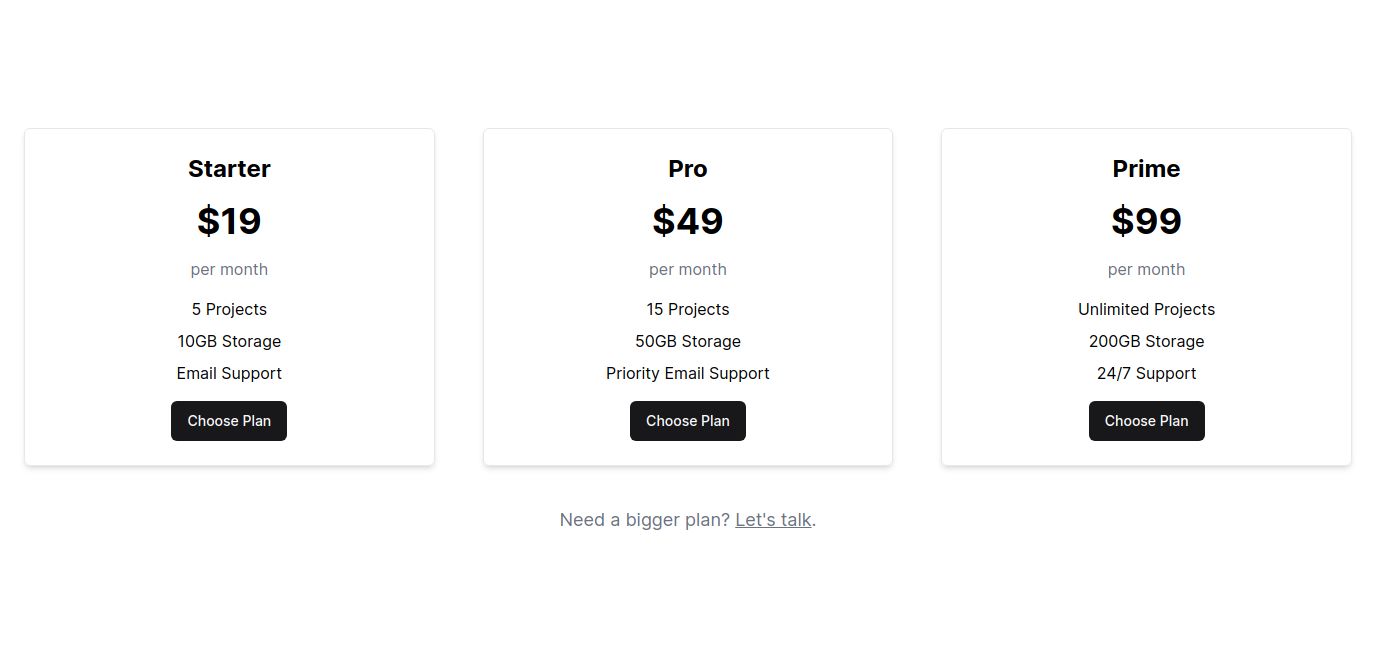 Starter
$19
per month
5 Projects
10GB Storage
Email Support
Choose Plan
Pro
$49
per month
15 Projects
50GB Storage
Priority Email Support
Choose Plan
Prime
$99
per month
Unlimited Projects
200GB Storage
24/7 Support
Choose Plan
Need a bigger plan? Let's talk.